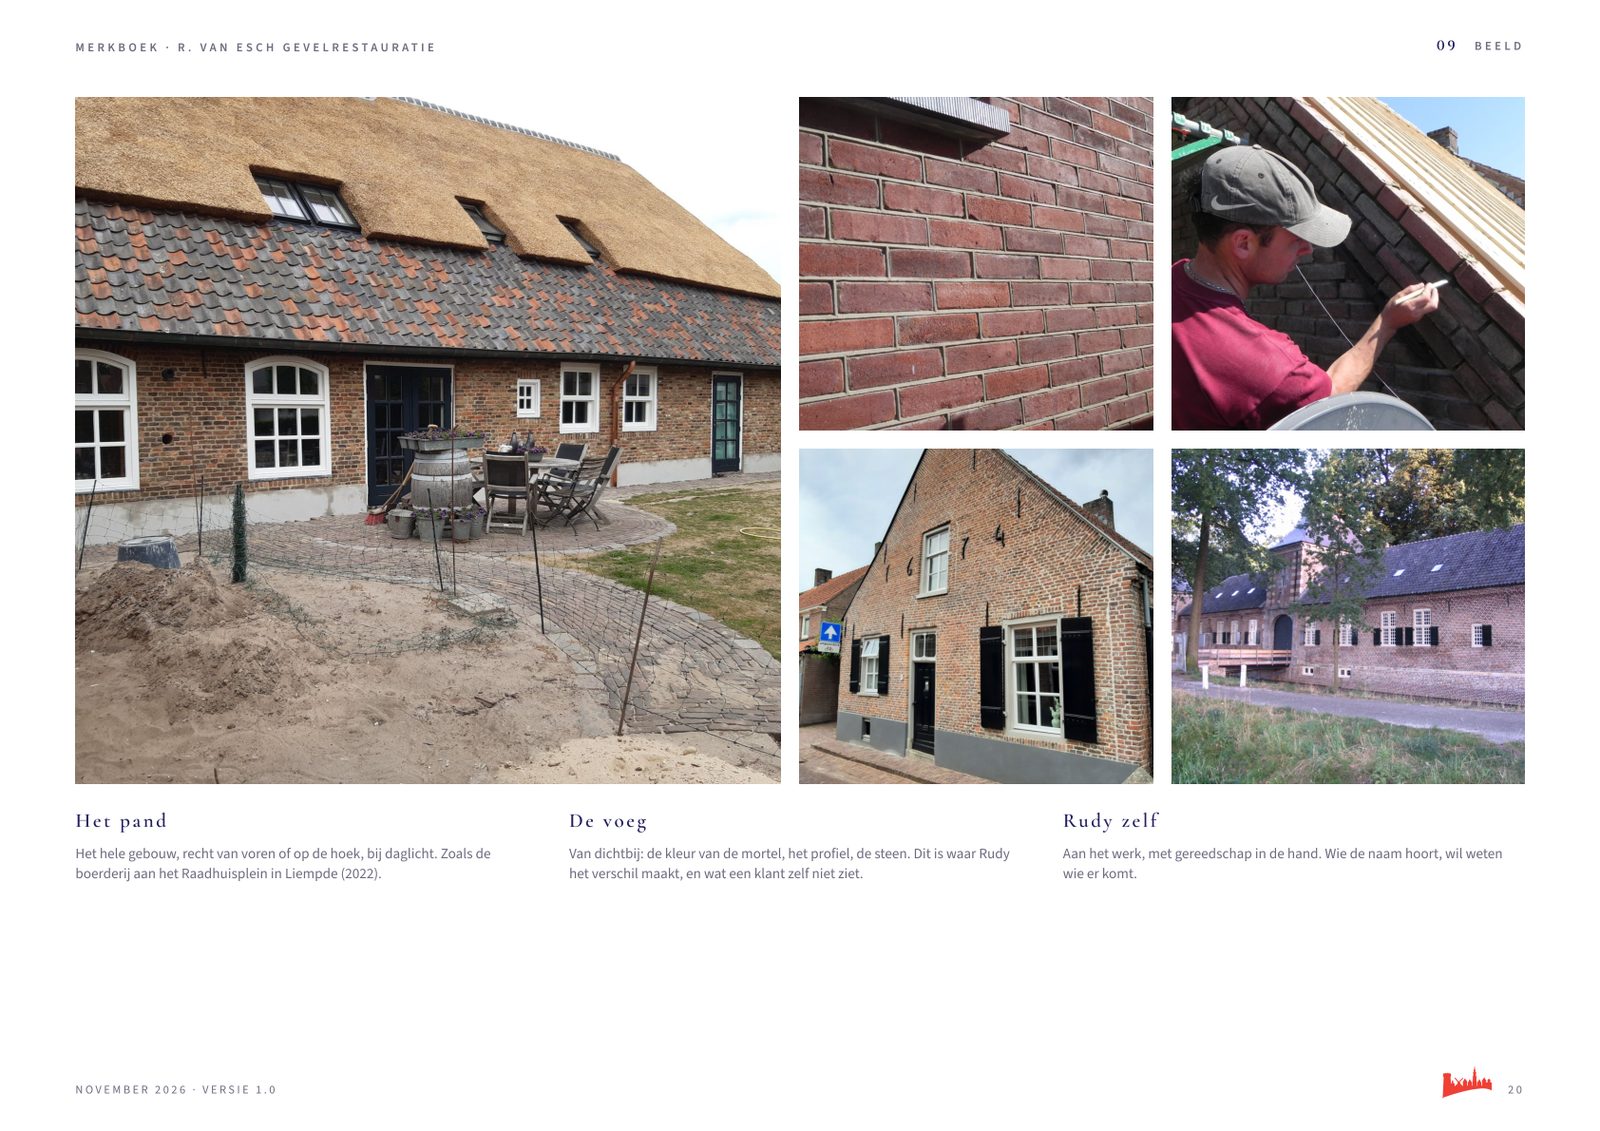 MERKBOEK · R. VAN ESCH GEVELRESTAURATIE
09 BEELD
1 6 7 4
Het pand
Het hele gebouw, recht van voren of op de hoek, bij daglicht. Zoals de
boerderij aan het Raadhuisplein in Liempde (2022).
De voeg
Van dichtbij: de kleur van de mortel, het profiel, de steen. Dit is waar Rudy
het verschil maakt, en wat een klant zelf niet ziet.
Rudy zelf
Aan het werk, met gereedschap in de hand. Wie de naam hoort, wil weten
wie er komt.
NOVEMBER 2026 · VERSIE 1.0
20